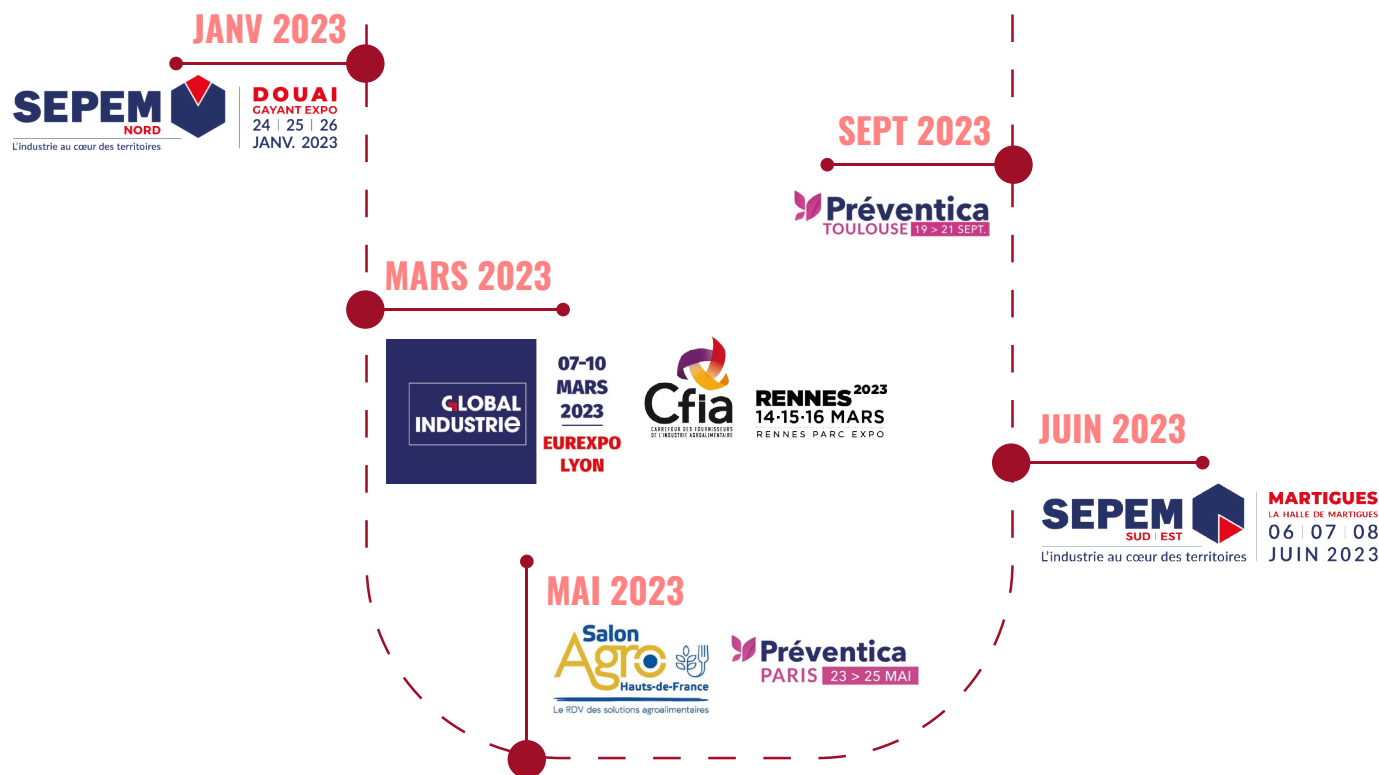 JANV 2023
SEPEM
NORD
L'industrie au cœur des territoires
DOUAI
GAYANT EXPO
24 | 25 | 26
JANV. 2023
MARS 2023
GLOBAL
INDUSTRIE
07-10
MARS
2023
EUREXPO
LYON
Cfia
CARREFOUR DES FOURNISSEURS
DE L'INDUSTRIE AGROALIMENTAIRE
RENNES 2023
14·15·16 MARS
RENNES PARC EXPO
MAI 2023
Salon
Agro
Hauts-de-France
Le RDV des solutions agroalimentaires
Préventica
PARIS 23 > 25 MAI
JUIN 2023
SEPEM
SUD | EST
L'industrie au cœur des territoires
MARTIGUES
LA HALLE DE MARTIGUES
06 | 07 | 08
JUIN 2023
SEPT 2023
Préventica
TOULOUSE 19 > 21 SEPT.